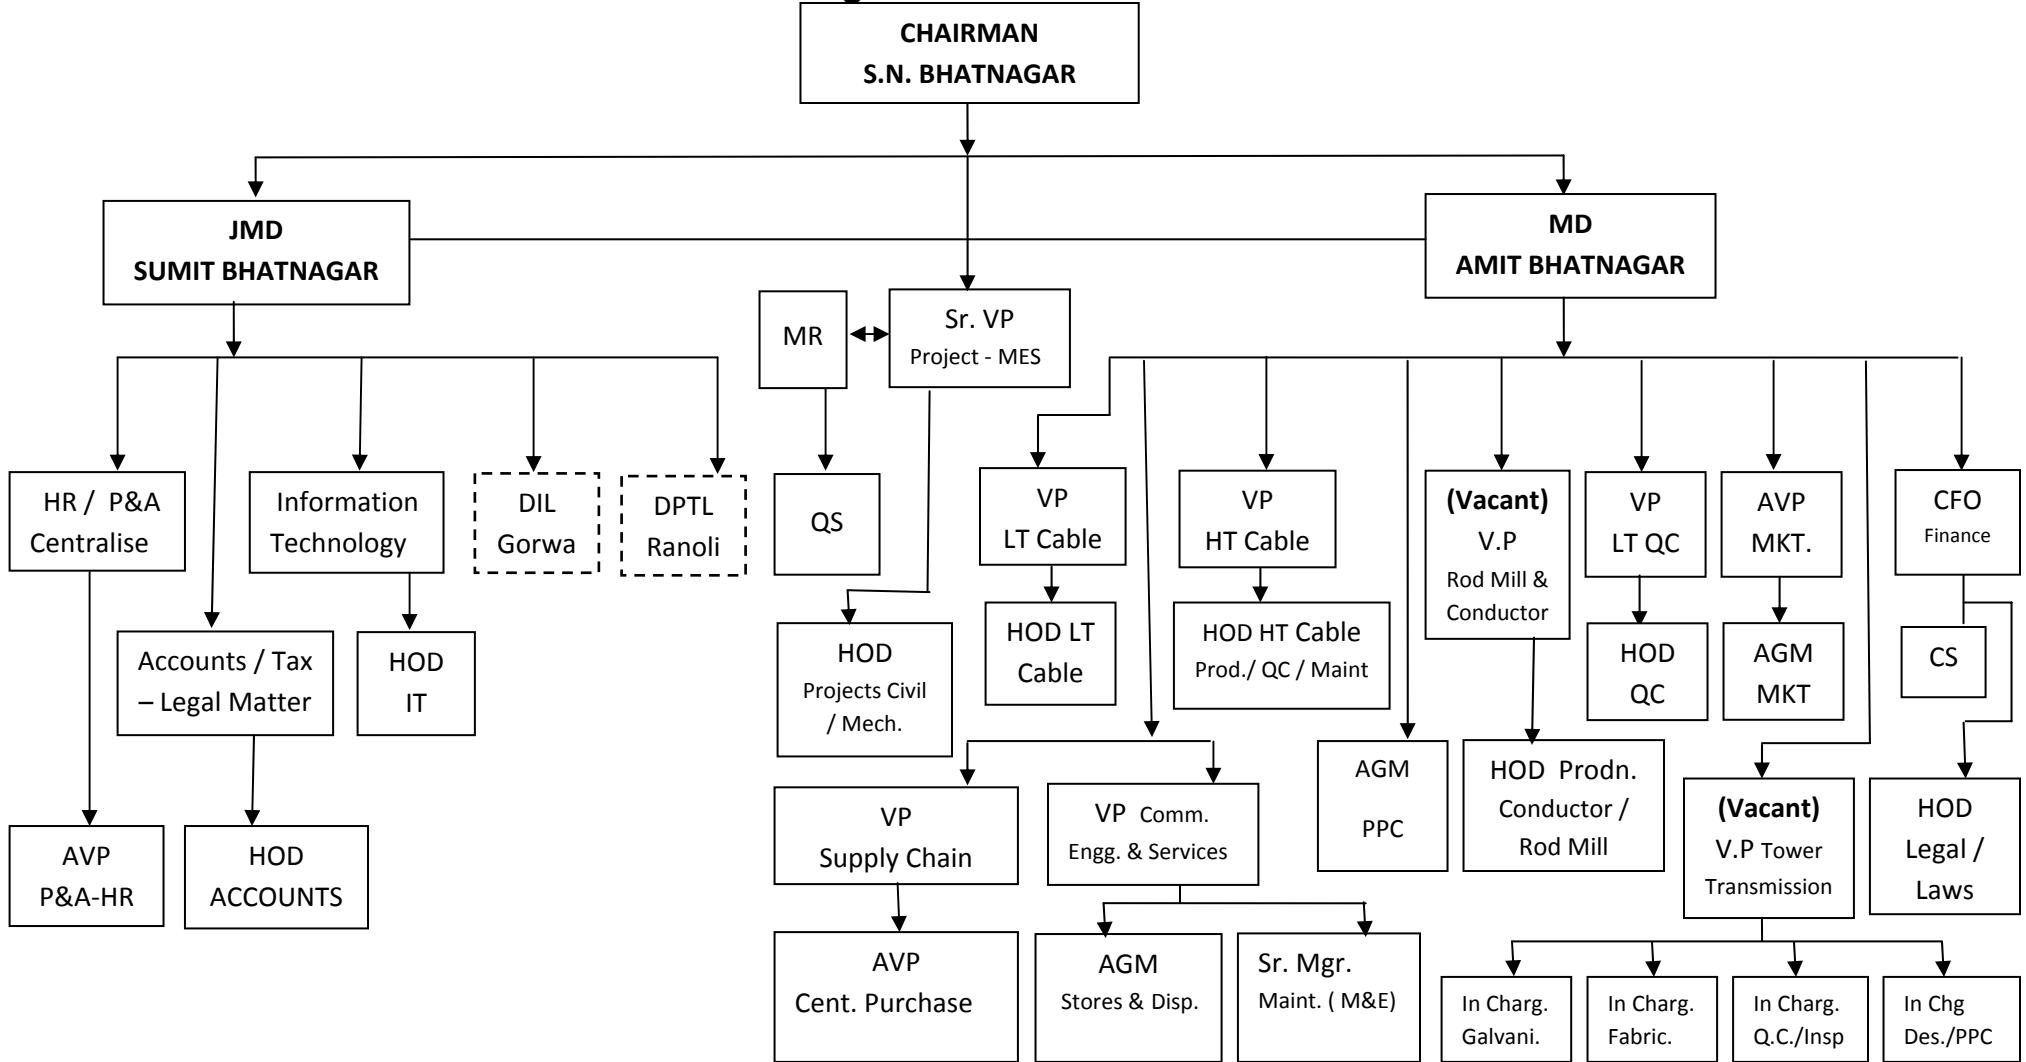 CHAIRMAN
S.N. BHATNAGAR
JMD
SUMIT BHATNAGAR
MD
AMIT BHATNAGAR
MR
Sr. VP
Project - MES
HR / P&A
Centralise
Information
Technology
DIL
Gorwa
DPTL
Ranoli
QS
VP
LT Cable
VP
HT Cable
(Vacant)
V.P
Rod Mill &
Conductor
VP
LT QC
AVP
MKT.
CFO
Finance
Accounts / Tax
– Legal Matter
HOD
IT
HOD
Projects Civil
/ Mech.
HOD LT
Cable
HOD HT Cable
Prod./ QC / Maint
HOD
QC
AGM
MKT
CS
AVP
P&A-HR
HOD
ACCOUNTS
VP
Supply Chain
VP Comm.
Engg. & Services
AGM
PPC
HOD Prodn.
Conductor /
Rod Mill
(Vacant)
V.P Tower
Transmission
HOD
Legal /
Laws
AVP
Cent. Purchase
AGM
Stores & Disp.
Sr. Mgr.
Maint. ( M&E)
In Charg.
Galvani.
In Charg.
Fabric.
In Charg.
Q.C./Insp
In Chg
Des./PPC